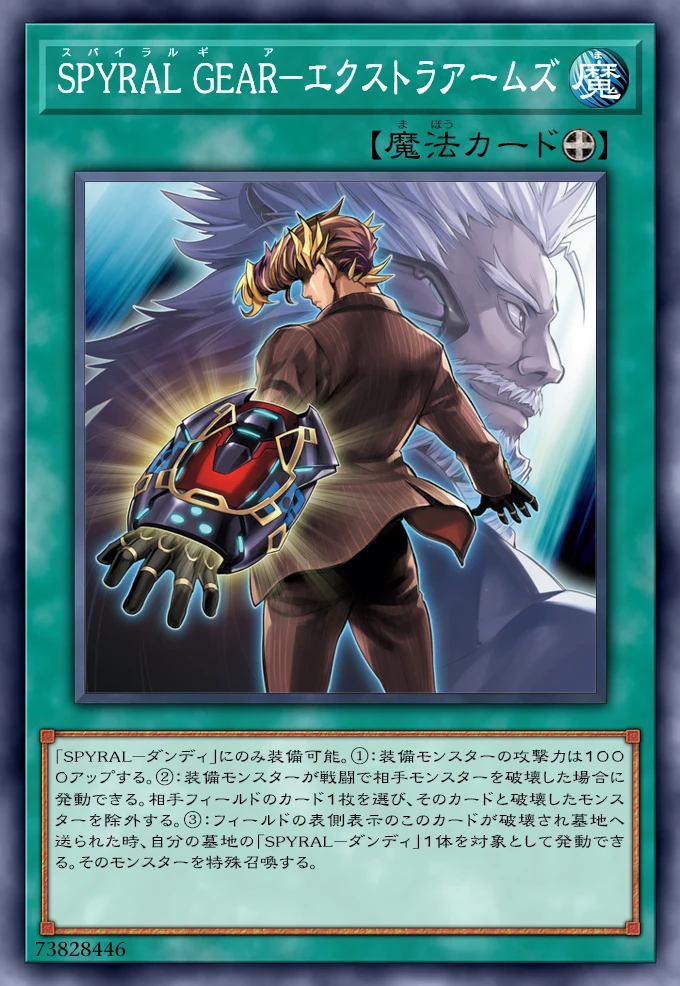 スパイラルギア
SPYRAL GEAR－エクストラアームズ
ま
魔
ま ほう
【魔法カード】
「SPYRAL－ダンディ」にのみ装備可能。①：装備モンスターの攻撃力は１００
０アップする。②：装備モンスターが戦闘で相手モンスターを破壊した場合に
発動できる。相手フィールドのカード１枚を選び、そのカードと破壊したモンス
ターを除外する。③：フィールドの表側表示のこのカードが破壊され墓地へ
送られた時、自分の墓地の「SPYRAL－ダンディ」１体を対象として発動でき
る。そのモンスターを特殊召喚する。
73828446